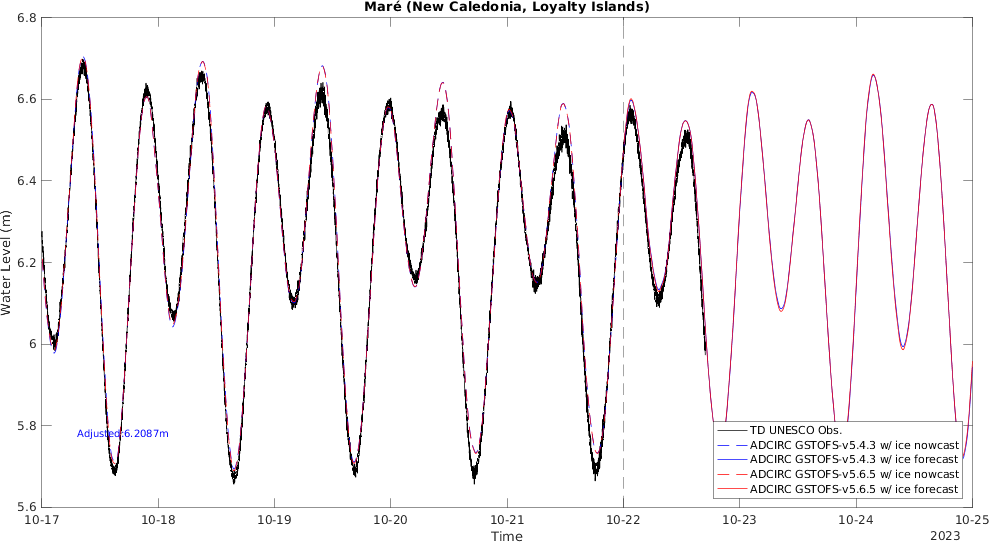 Maré (New Caledonia, Loyalty Islands)
6.8
6.6
6.4
6.2
6
5.8
5.6
Water Level (m)
Adjusted:6.2087m
TD UNESCO Obs.
ADCIRC GSTOFS-v5.4.3 w/ ice nowcast
ADCIRC GSTOFS-v5.4.3 w/ ice forecast
ADCIRC GSTOFS-v5.6.5 w/ ice nowcast
ADCIRC GSTOFS-v5.6.5 w/ ice forecast
10-17 10-18 10-19 10-20 10-21 10-22 10-23 10-24 10-25
Time
2023